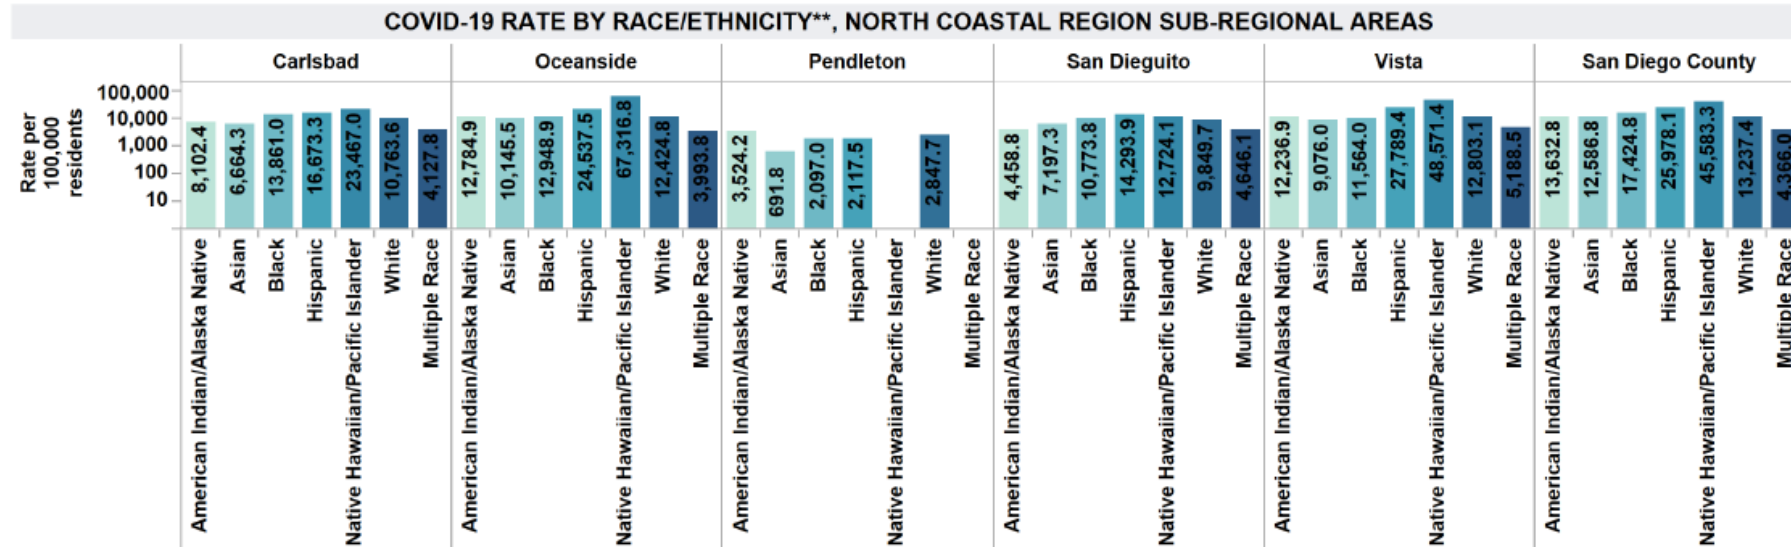 COVID-19 RATE BY RACE/ETHNICITY**, NORTH COASTAL REGION SUB-REGIONAL AREAS
Carlsbad
Oceanside
Pendleton
San Dieguito
Vista
San Diego County
Rate per
100,000
residents
100,000
10,000
1,000
100
10
8,102.4
6,664.3
13,861.0
16,673.3
23,467.0
10,763.6
4,127.8
12,784.9
10,145.5
12,948.9
24,537.5
67,316.8
12,424.8
3,993.8
3,524.2
691.8
2,097.0
2,117.5
2,847.7
4,458.8
7,197.3
10,773.8
14,293.9
12,724.1
9,849.7
4,646.1
12,236.9
9,076.0
11,564.0
27,789.4
48,571.4
12,803.1
5,188.5
13,632.8
12,586.8
17,424.8
25,978.1
45,583.3
13,237.4
4,366.0
American Indian/Alaska Native
Asian
Black
Hispanic
Native Hawaiian/Pacific Islander
White
Multiple Race
American Indian/Alaska Native
Asian
Black
Hispanic
Native Hawaiian/Pacific Islander
White
Multiple Race
American Indian/Alaska Native
Asian
Black
Hispanic
Native Hawaiian/Pacific Islander
White
Multiple Race
American Indian/Alaska Native
Asian
Black
Hispanic
Native Hawaiian/Pacific Islander
White
Multiple Race
American Indian/Alaska Native
Asian
Black
Hispanic
Native Hawaiian/Pacific Islander
White
Multiple Race
American Indian/Alaska Native
Asian
Black
Hispanic
Native Hawaiian/Pacific Islander
White
Multiple Race